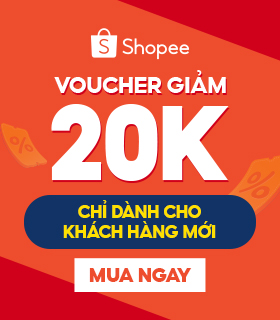 Shopee
VOUCHER GIẢM
20K
CHỈ DÀNH CHO
KHÁCH HÀNG MỚI
MUA NGAY